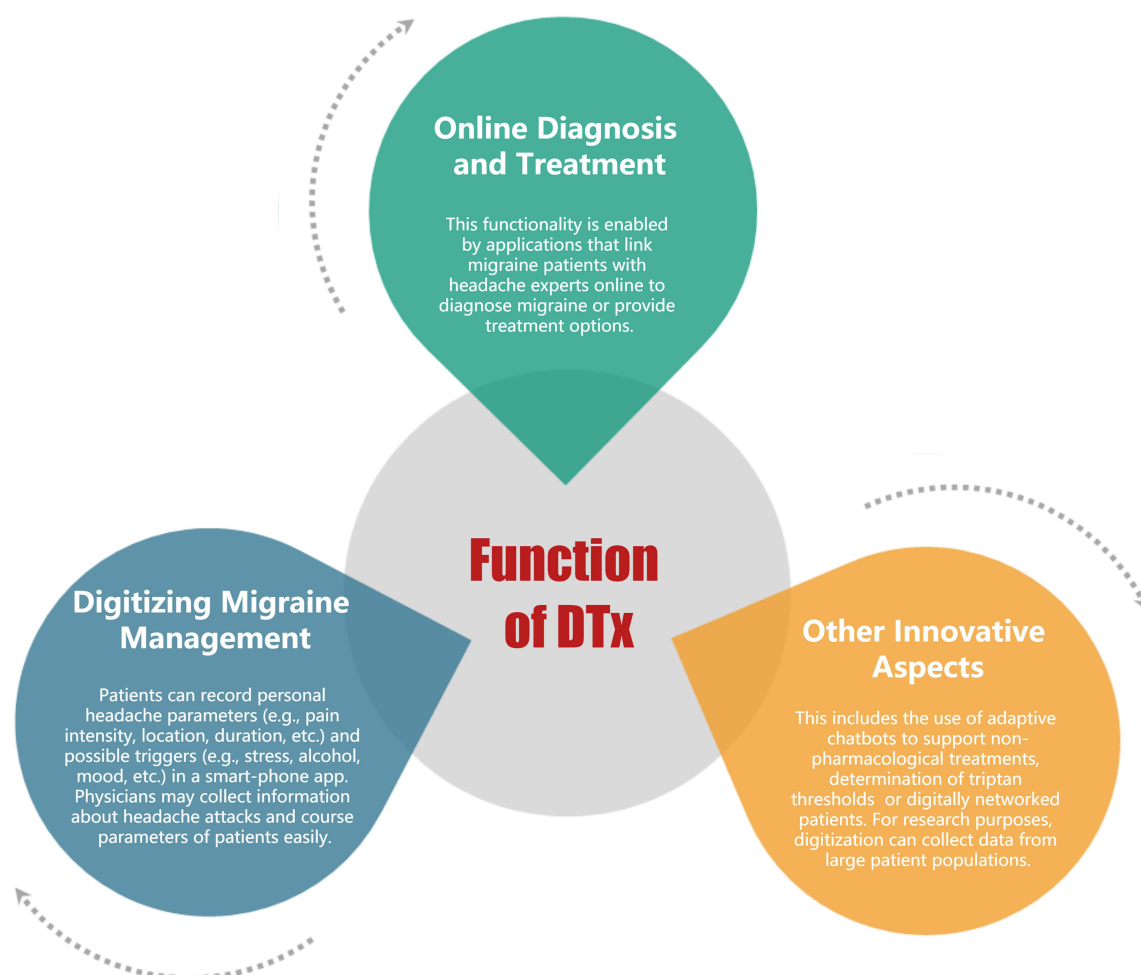 Online Diagnosis
and Treatment
This functionality is enabled
by applications that link
migraine patients with
headache experts online to
diagnose migraine or provide
treatment options.
Function
of DTx
Digitizing Migraine
Management
Patients can record personal
headache parameters (e.g., pain
intensity, location, duration, etc.) and
possible triggers (e.g., stress, alcohol,
mood, etc.) in a smart-phone app.
Physicians may collect information
about headache attacks and course
parameters of patients easily.
Other Innovative
Aspects
This includes the use of adaptive
chatbots to support non-
pharmacological treatments,
determination of triptan
thresholds or digitally networked
patients. For research purposes,
digitization can collect data from
large patient populations.